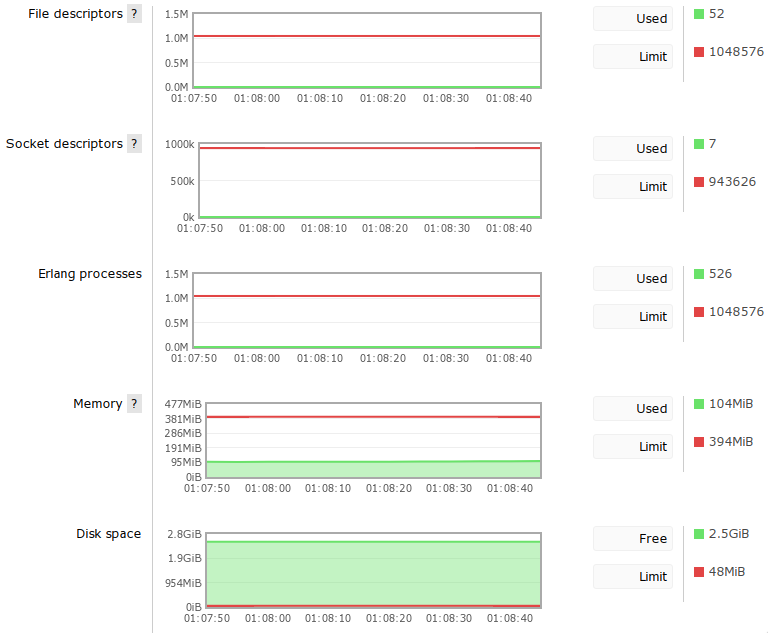 File descriptors ?
1.5M
1.0M
0.5M
0.0M
01:07:50 01:08:00 01:08:10 01:08:20 01:08:30 01:08:40
Used 52
Limit 1048576
Socket descriptors ?
1000k
500k
0k
01:07:50 01:08:00 01:08:10 01:08:20 01:08:30 01:08:40
Used 7
Limit 943626
Erlang processes
1.5M
1.0M
0.5M
0.0M
01:07:50 01:08:00 01:08:10 01:08:20 01:08:30 01:08:40
Used 526
Limit 1048576
Memory ?
477MiB
381MiB
286MiB
191MiB
95MiB
0iB
01:07:50 01:08:00 01:08:10 01:08:20 01:08:30 01:08:40
Used 104MiB
Limit 394MiB
Disk space
2.8GiB
1.9GiB
954MiB
0iB
01:07:50 01:08:00 01:08:10 01:08:20 01:08:30 01:08:40
Free 2.5GiB
Limit 48MiB